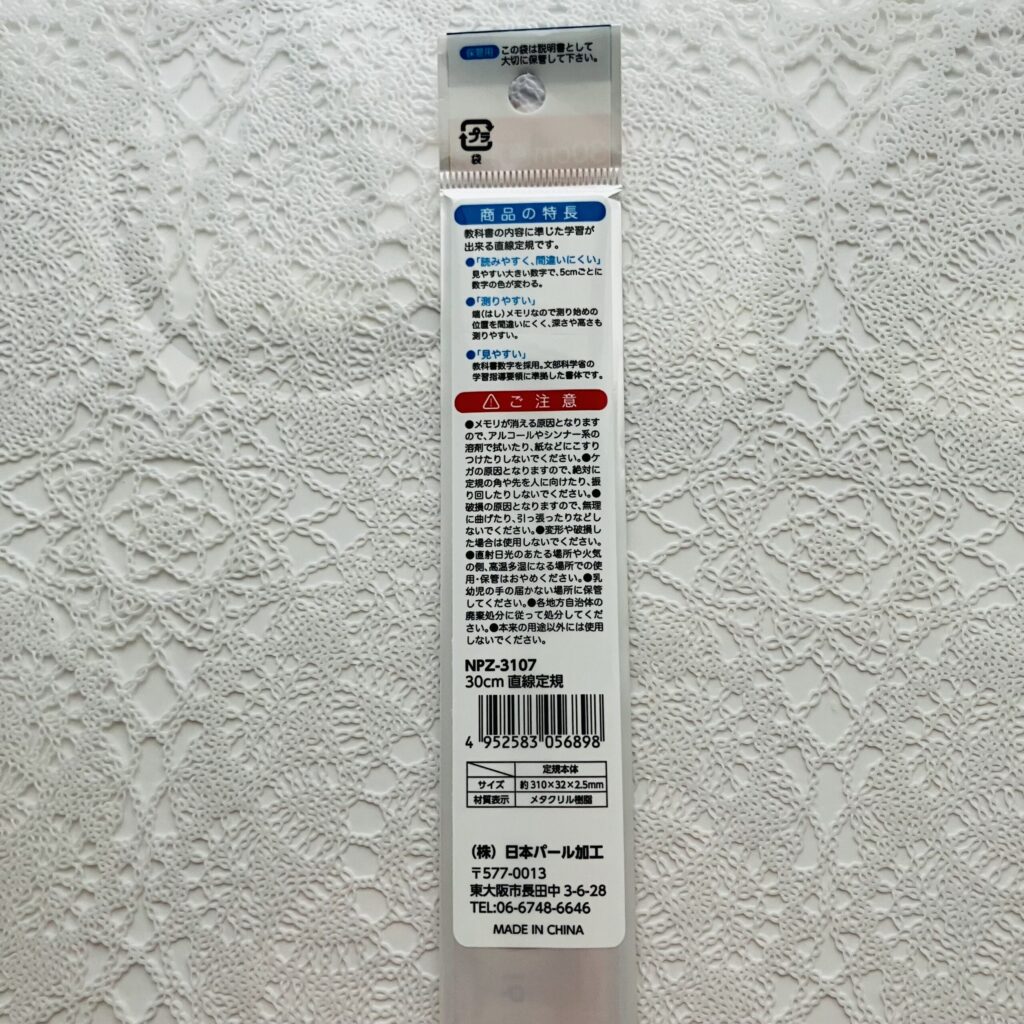 保管用 この袋は説明書として
大切に保管して下さい。
プラ
袋
商品の特長
教科書の内容に準じた学習が
出来る直線定規です。
●「読みやすく、間違いにくい」
見やすい大きい数字で、5cmごとに
数字の色が変わる。
●「測りやすい」
端(はし)メモリなので測り始めの
位置を間違いにくく、深さや高さも
測りやすい。
●「見やすい」
教科書数字を採用。文部科学省の
学習指導要領に準拠した書体です。
ご注意
●メモリが消える原因となります
ので、アルコールやシンナー系の
溶剤で拭いたり、紙などにこすり
つけたりしないでください。●ケ
ガの原因となりますので、絶対に
定規の角や先を人に向けたり、振
り回したりしないでください。●
破損の原因となりますので、無理
に曲げたり、引っ張ったりなどし
ないでください。●変形や破損し
た場合は使用しないでください。
●直射日光のあたる場所や火気
の側、高温多湿になる場所での使
用・保管はおやめください。●乳
幼児の手の届かない場所に保管
してください。●各地方自治体の
廃棄処分に従って処分してくだ
さい。●本来の用途以外には使用
しないでください。
NPZ-3107
30cm 直線定規
4 952583 056898
定規本体
サイズ 約310×32×2.5mm
材質表示 メタクリル樹脂
(株) 日本パール加工
〒577-0013
東大阪市長田中 3-6-28
TEL:06-6748-6646
MADE IN CHINA